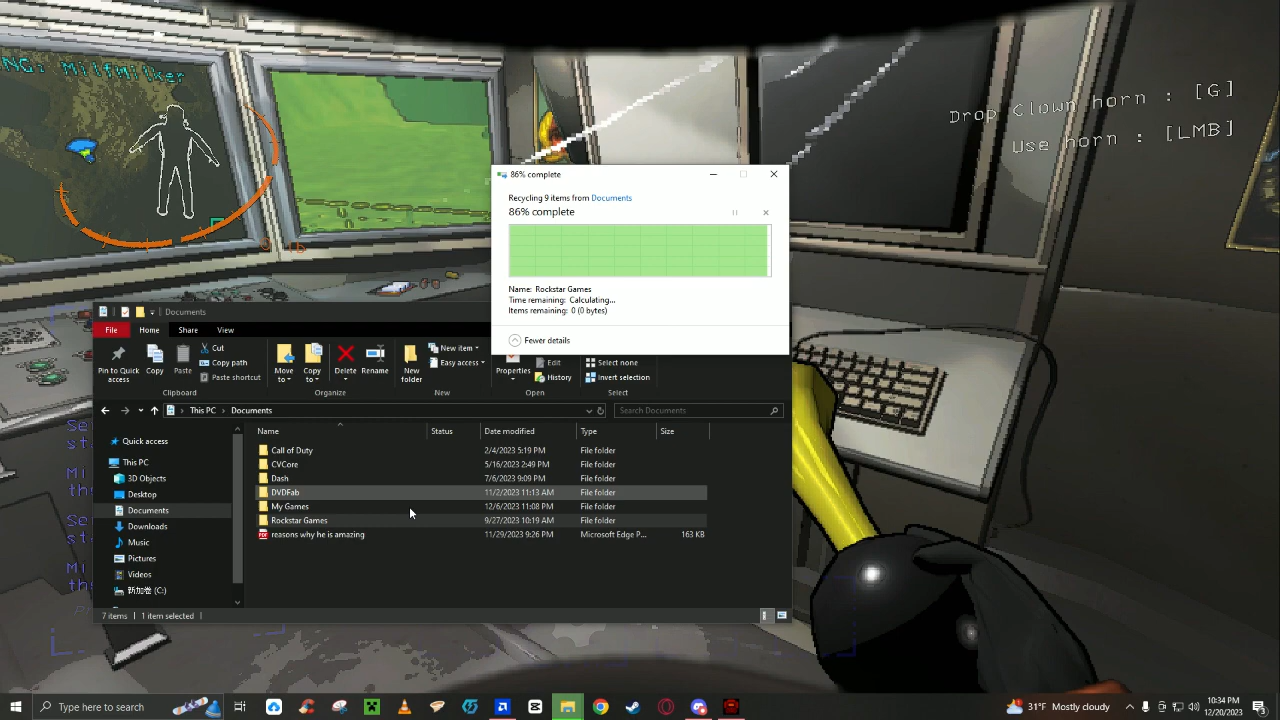 NG: Milfmilker
Drop Clown horn : [G]
Use horn : [LMB]
86% complete
Recycling 9 items from Documents
86% complete
Name: Rockstar Games
Time remaining: Calculating...
Items remaining: 0 (0 bytes)
Fewer details
Documents
File Home Share View
Pin to Quick access
Copy
Paste
Cut
Copy path
Paste shortcut
Move to
Copy to
Delete
Rename
New folder
New item
Easy access
Properties
Edit
History
Select none
Invert selection
Clipboard Organize New Open Select
This PC > Documents
Search Documents
Name Status Date modified Type Size
Quick access
This PC
3D Objects
Desktop
Documents
Downloads
Music
Pictures
Videos
新加卷 (C:)
Call of Duty 2/4/2023 5:19 PM File folder
CVCore 5/16/2023 2:49 PM File folder
Dash 7/6/2023 9:09 PM File folder
DVDFab 11/2/2023 11:13 AM File folder
My Games 12/6/2023 11:08 PM File folder
Rockstar Games 9/27/2023 10:19 AM File folder
reasons why he is amazing 11/29/2023 9:26 PM Microsoft Edge P... 163 KB
7 items 1 item selected
Type here to search
31°F Mostly cloudy
10:34 PM
12/20/2023